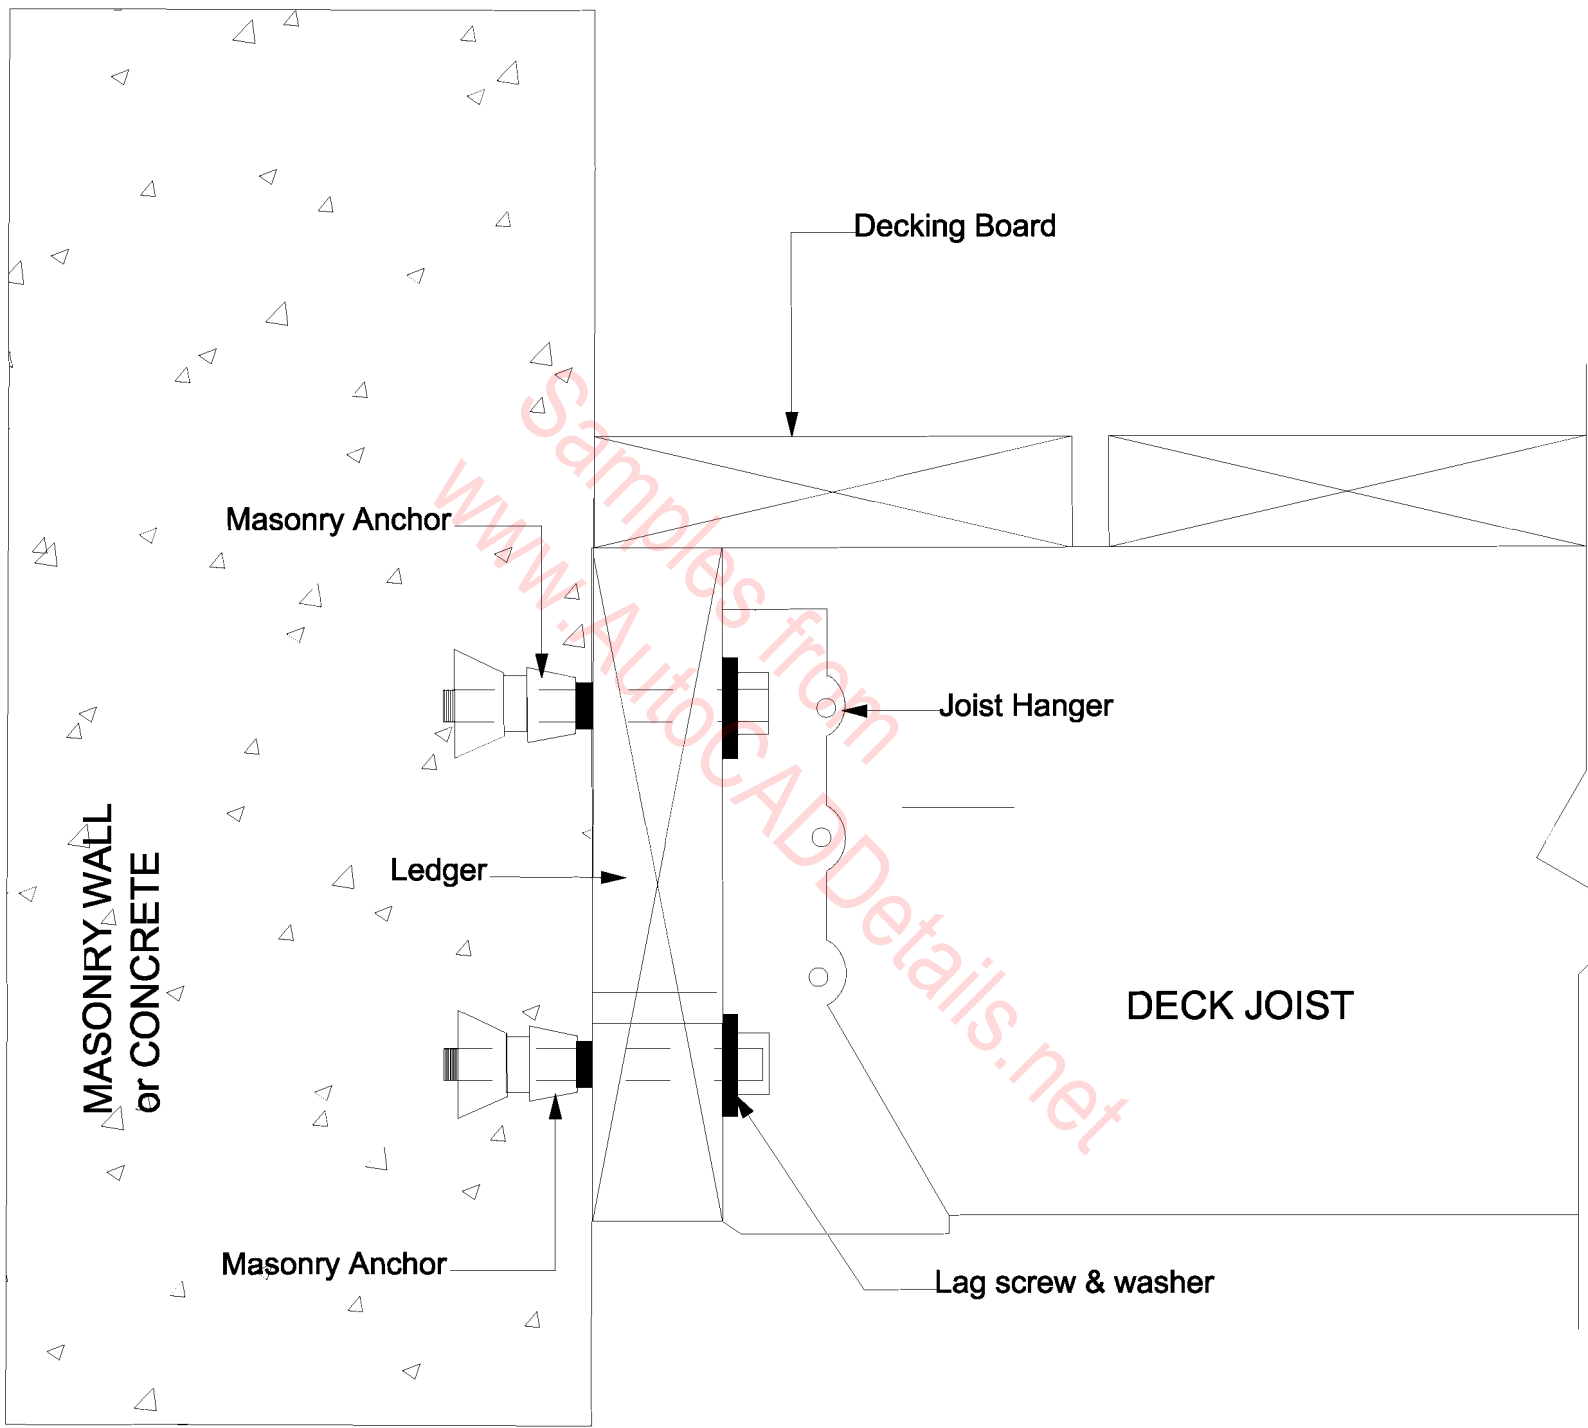 Decking Board
Masonry Anchor
Joist Hanger
Ledger
MASONRY WALL
or CONCRETE
DECK JOIST
Masonry Anchor
Lag screw & washer
Samples from
www.AutoCADDetails.net